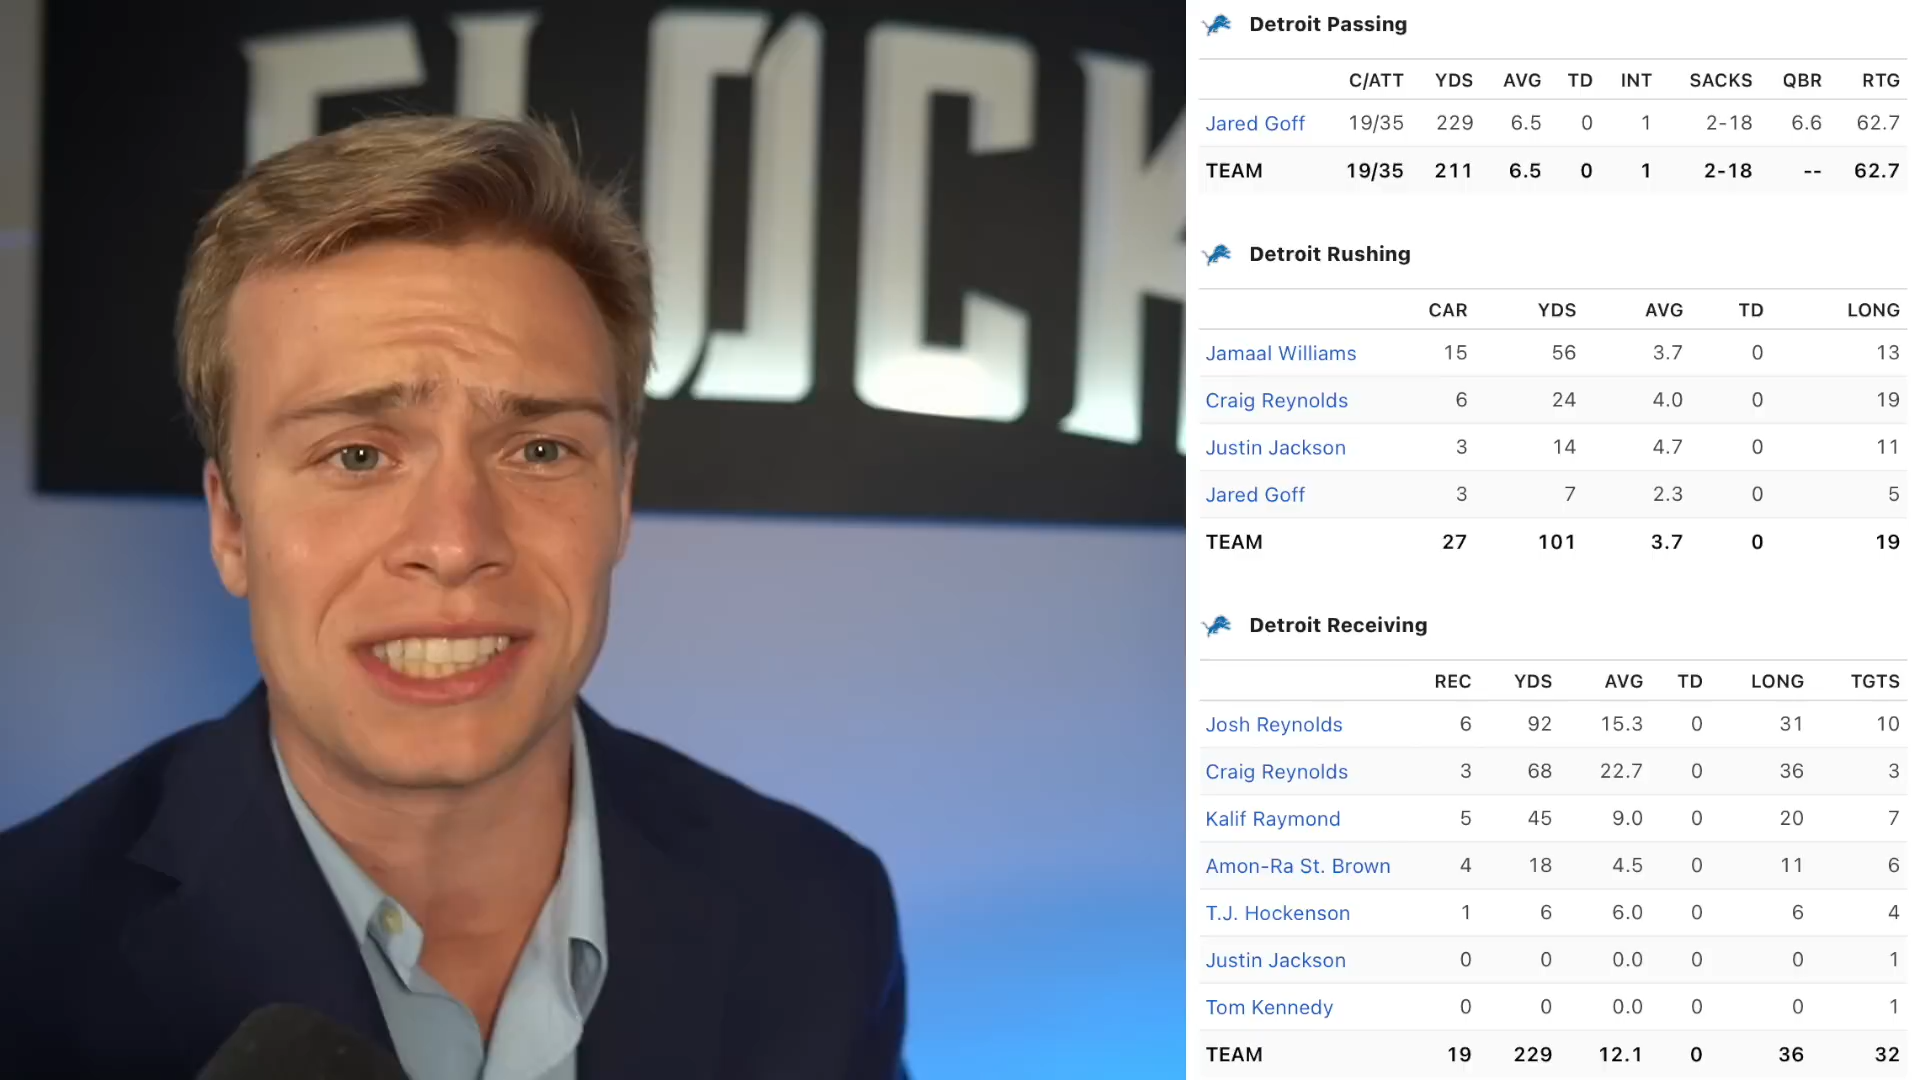 FLOCK
Detroit Passing
C/ATT YDS AVG TD INT SACKS QBR RTG
Jared Goff 19/35 229 6.5 0 1 2-18 6.6 62.7
TEAM 19/35 211 6.5 0 1 2-18 -- 62.7
Detroit Rushing
CAR YDS AVG TD LONG
Jamaal Williams 15 56 3.7 0 13
Craig Reynolds 6 24 4.0 0 19
Justin Jackson 3 14 4.7 0 11
Jared Goff 3 7 2.3 0 5
TEAM 27 101 3.7 0 19
Detroit Receiving
REC YDS AVG TD LONG TGTS
Josh Reynolds 6 92 15.3 0 31 10
Craig Reynolds 3 68 22.7 0 36 3
Kalif Raymond 5 45 9.0 0 20 7
Amon-Ra St. Brown 4 18 4.5 0 11 6
T.J. Hockenson 1 6 6.0 0 6 4
Justin Jackson 0 0 0.0 0 0 1
Tom Kennedy 0 0 0.0 0 0 1
TEAM 19 229 12.1 0 36 32